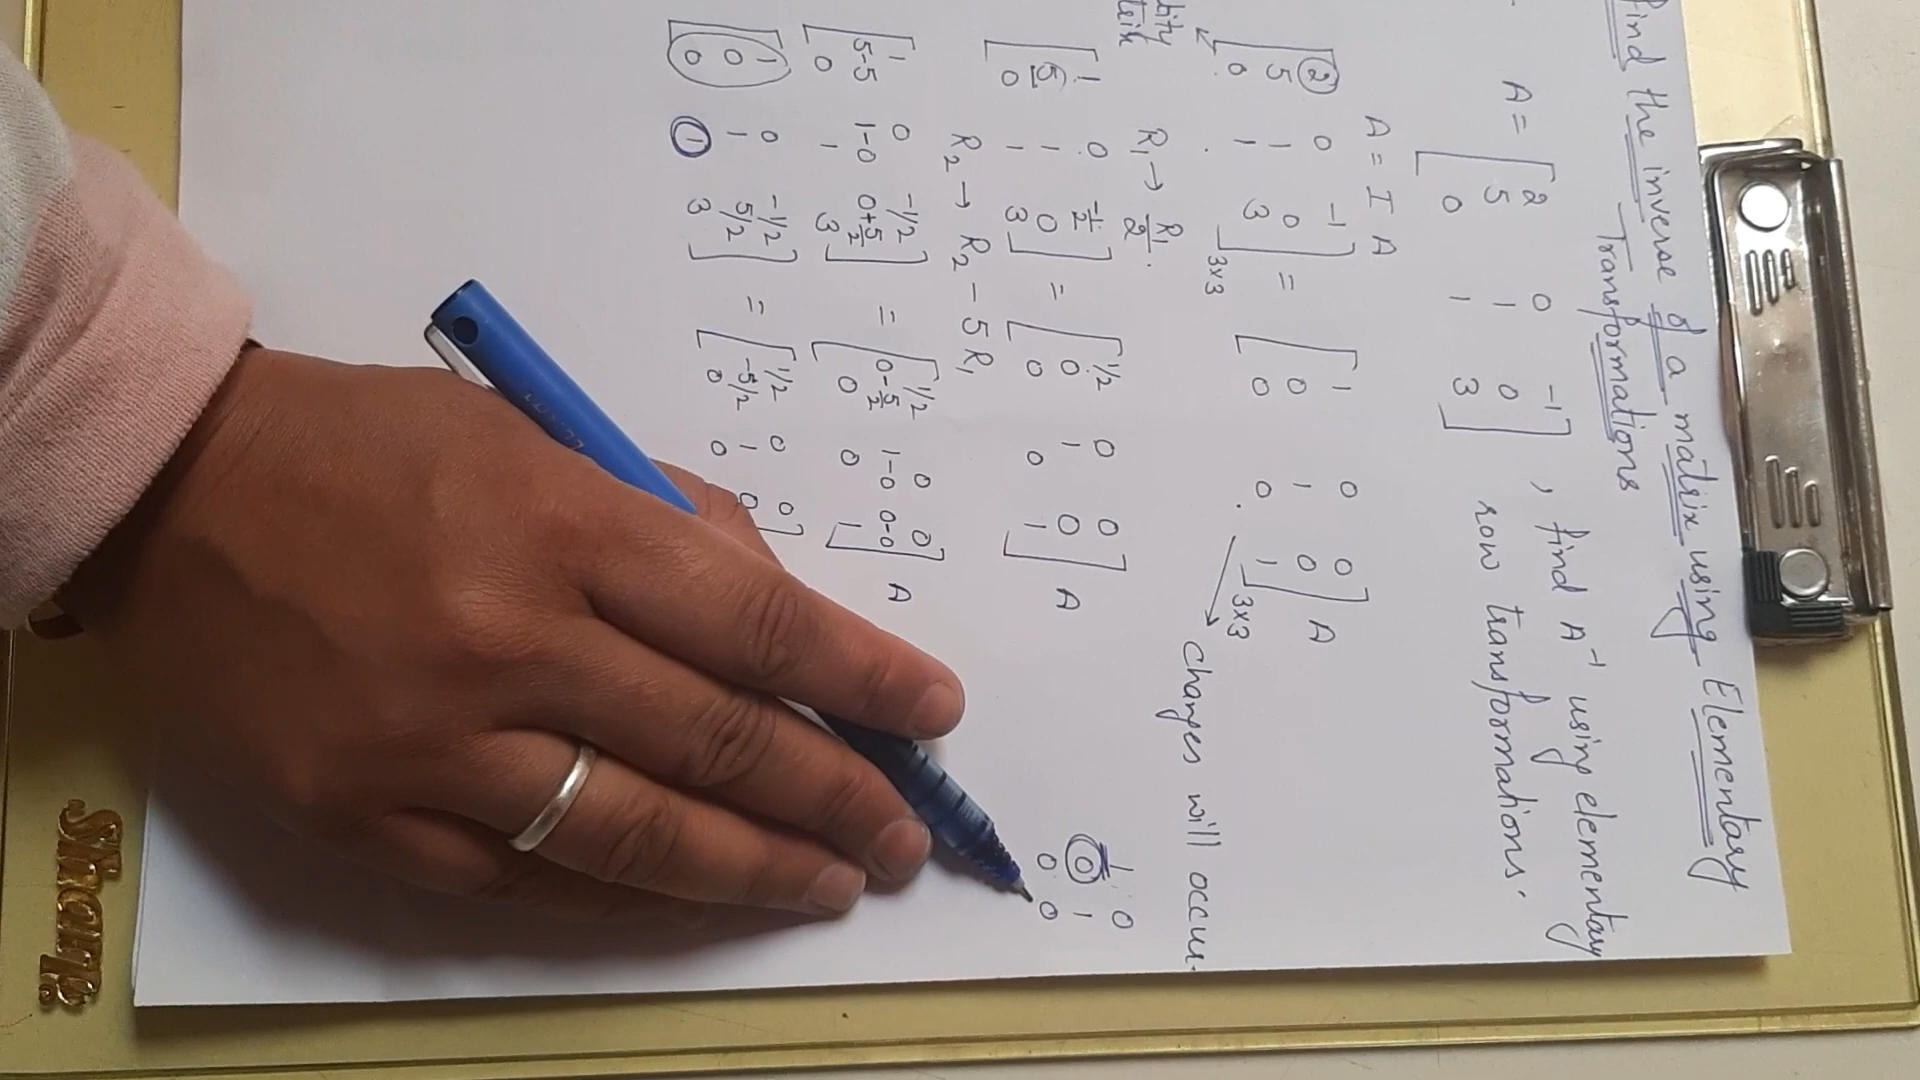 Find the inverse of a matrix using Elementary
Transformations
A = [ 2 0 -1
5 1 0
0 1 3 ] , find A⁻¹ using elementary
row transformations.
A = I A
[ 2 0 -1
5 1 0
0 1 3 ]3x3 = [ 1 0 0
0 1 0
0 0 1 ]3x3 A
Changes will occur.
R₁ → R₁/2.
[ 1 0 -1/2
5 1 0
0 1 3 ] = [ 1/2 0 0
0 1 0
0 0 1 ] A
1 0
0 1
0 0
R₂ → R₂ - 5R₁
[ 1 0 -1/2
5-5 1-0 0+5/2
0 1 3 ] = [ 1/2 0 0
0-5/2 1-0 0-0
0 0 1 ] A
[ 1 0 -1/2
0 1 5/2
0 1 3 ] = [ 1/2 0 0
-5/2 1 0
0 0
Sharp